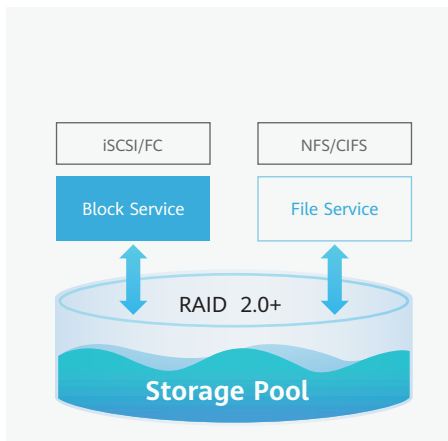 iSCSI/FC
NFS/CIFS
Block Service
File Service
RAID 2.0+
Storage Pool